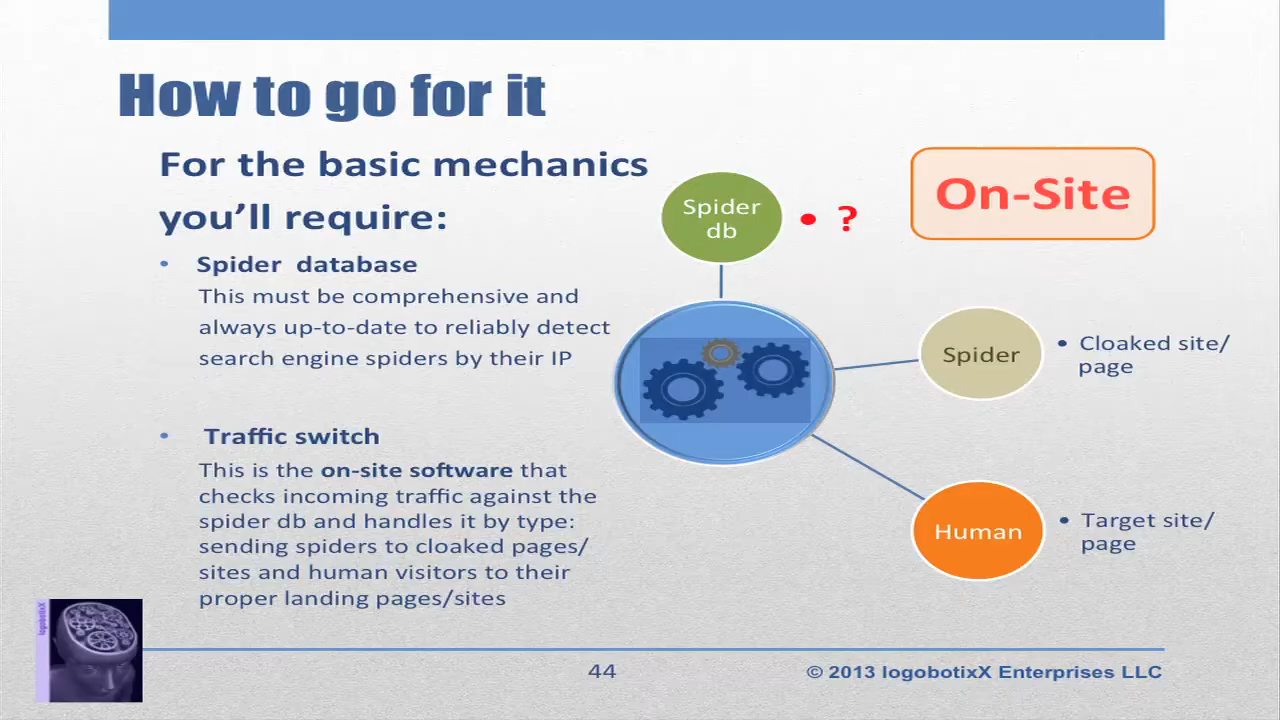 How to go for it
For the basic mechanics
you'll require:
• Spider database
This must be comprehensive and
always up-to-date to reliably detect
search engine spiders by their IP
• Traffic switch
This is the on-site software that
checks incoming traffic against the
spider db and handles it by type:
sending spiders to cloaked pages/
sites and human visitors to their
proper landing pages/sites
Spider
db
• ?
On-Site
Spider
• Cloaked site/
page
Human
• Target site/
page
logobotixX
44
© 2013 logobotixX Enterprises LLC